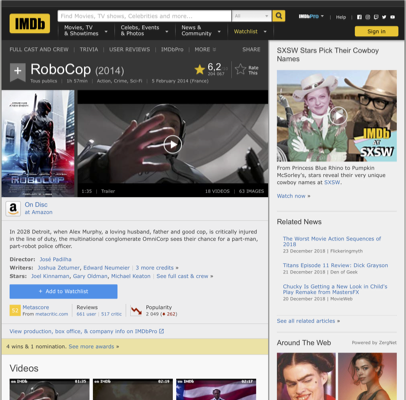 IMDb
Find Movies, TV shows, Celebrities and more...
All
IMDbPro
Help
Movies, TV
& Showtimes
Celebs, Events
& Photos
News &
Community
Watchlist
Sign in
FULL CAST AND CREW | TRIVIA | USER REVIEWS | IMDbPro | MORE
SHARE
RoboCop (2014)
Tous publics | 1h 57min | Action, Crime, Sci-Fi | 5 February 2014 (France)
6,2
Rate
This
ROBOCOP
1:35 | Trailer
19 VIDEOS | 63 IMAGES
a
On Disc
at Amazon
In 2028 Detroit, when Alex Murphy, a loving husband, father and good cop, is critically injured
in the line of duty, the multinational conglomerate OmniCorp sees their chance for a part-man,
part-robot police officer.
Director: José Padilha
Writers: Joshua Zetumer, Edward Neumeier | 3 more credits »
Stars: Joel Kinnaman, Gary Oldman, Michael Keaton | See full cast & crew »
+ Add to Watchlist
52
Metascore
From metacritic.com
Reviews
661 user | 517 critic
Popularity
2 049 (♦ 262)
View production, box office, & company info on IMDbPro
4 wins & 1 nomination. See more awards »
Videos
on IMDb
on IMDb
on IMDb
SXSW Stars Pick Their Cowboy
Names
IMDb
AT
SXSW
From Princess Blue Rhino to Pumpkin
McSorley's, stars reveal their very unique
cowboy names at SXSW.
Watch now »
Related News
The Worst Movie Action Sequences of
2018
23 December 2018 | Flickeringmyth
Titans Episode 11 Review: Dick Grayson
21 December 2018 | Den of Geek
Chucky Is Getting a New Look in Child's
Play Remake from MastersFX
20 December 2018 | MovieWeb
See all related articles »
Around The Web
Powered by ZergNet